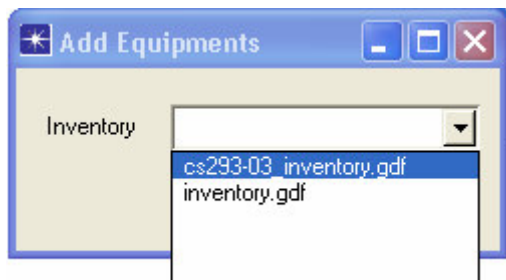 Add Equipments
Inventory
cs293-03_inventory.gdf
inventory.gdf